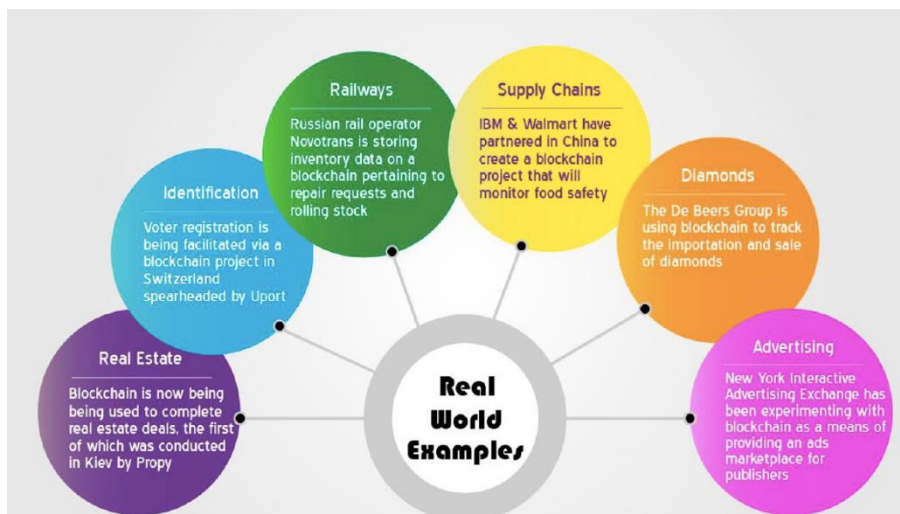 Real Estate
Blockchain is now being
being used to complete
real estate deals, the first
of which was conducted
in Kiev by Propy
Identification
Voter registration is
being facilitated via a
blockchain project in
Switzerland
spearheaded by Uport
Railways
Russian rail operator
Novotrans is storing
inventory data on a
blockchain pertaining to
repair requests and
rolling stock
Supply Chains
IBM & Walmart have
partnered in China to
create a blockchain
project that will
monitor food safety
Diamonds
The De Beers Group is
using blockchain to track
the importation and sale
of diamonds
Advertising
New York Interactive
Advertising Exchange has
been experimenting with
blockchain as a means of
providing an ads
marketplace for
publishers
Real
World
Examples